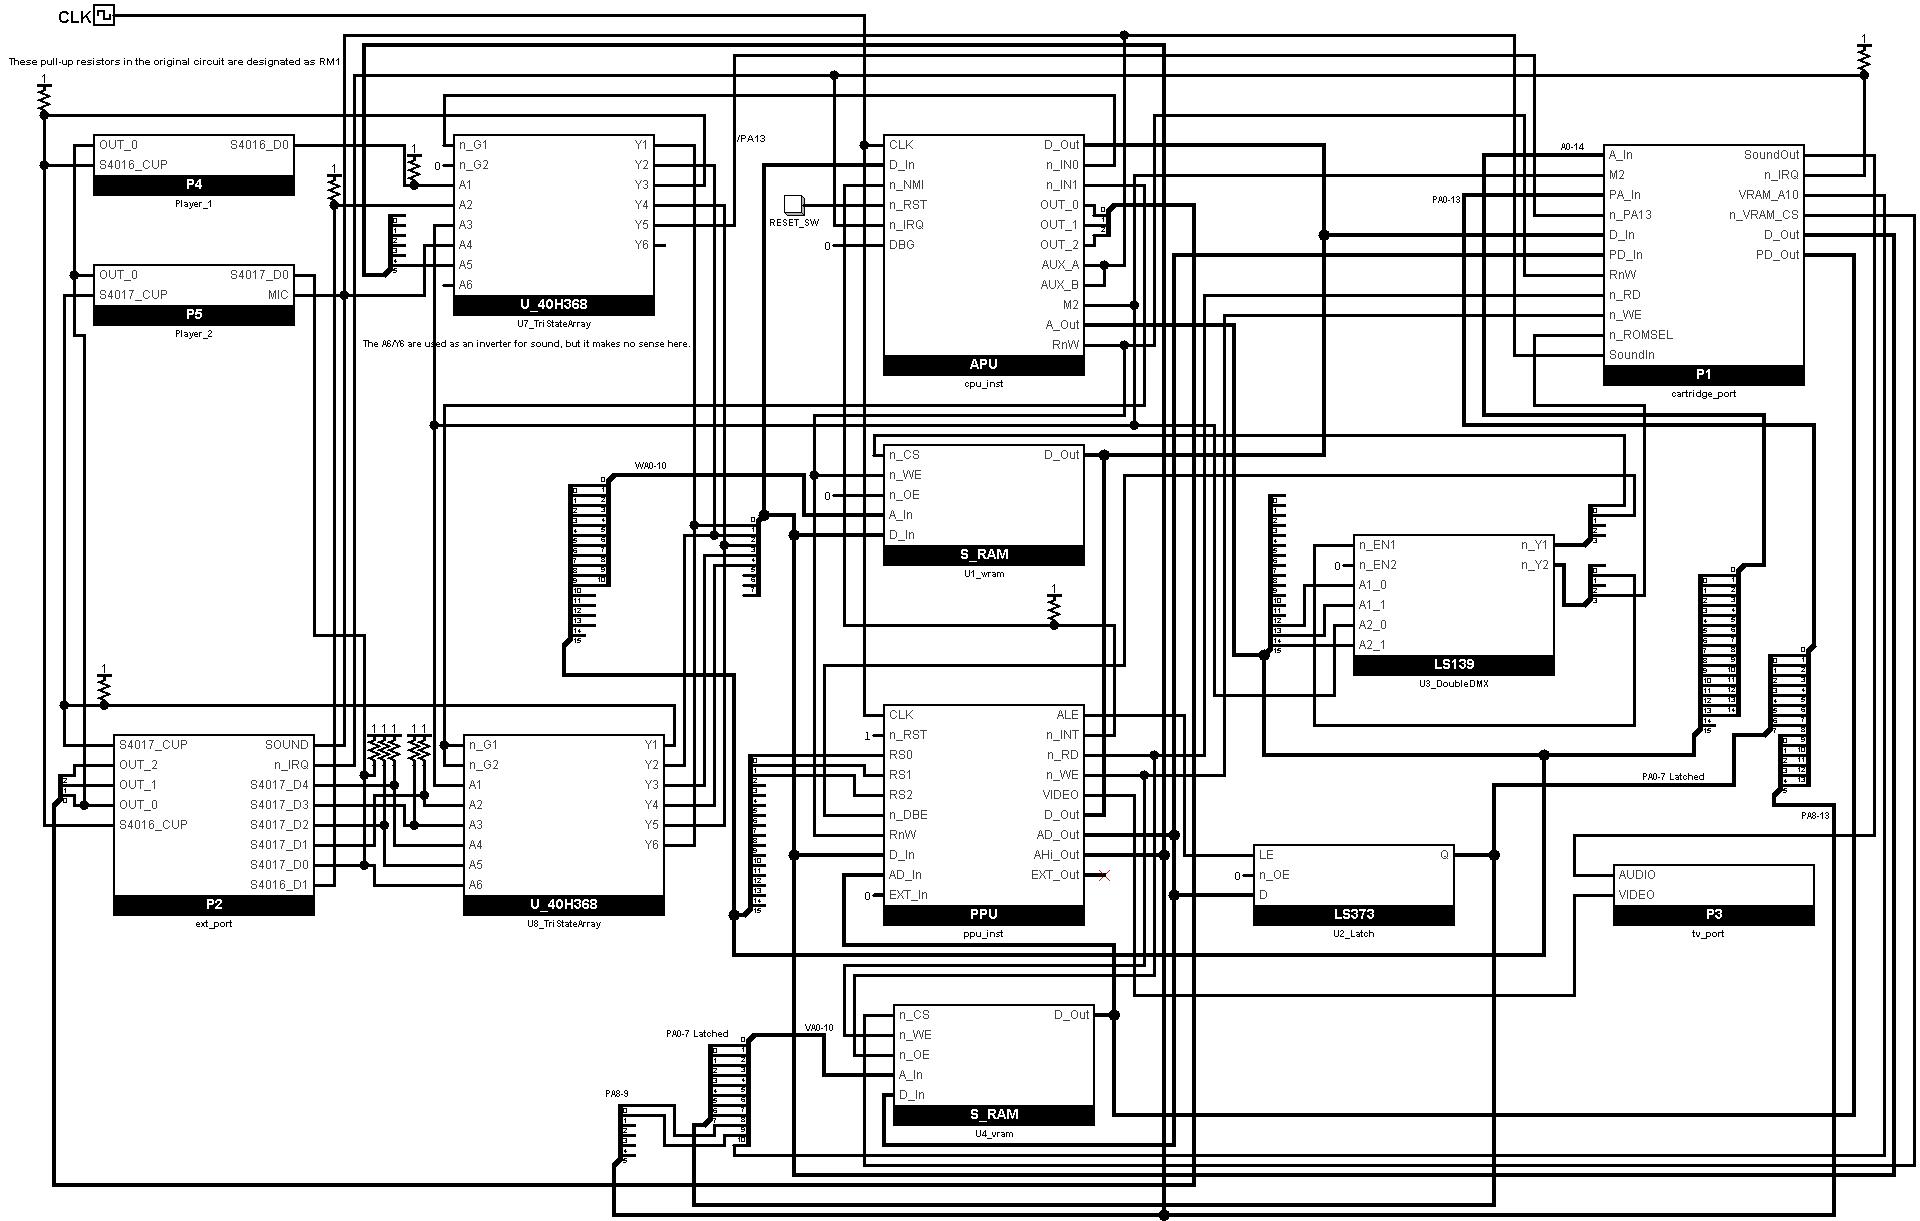 CLK
These pull-up resistors in the original circuit are designated as RM1
1
1
OUT_0 S4016_D0
S4016_CUP
P4
Player_1
OUT_0 S4017_D0
S4017_CUP MIC
P5
Player_2
1
1
n_G1 Y1
0 n_G2 Y2
A1 Y3
A2 Y4
A3 Y5
A4 Y6
A5
A6
U_40H368
U7_TriStateArray
The A6/Y6 are used as an inverter for sound, but it makes no sense here.
/PA13
RESET_SW
CLK D_Out
D_In n_IN0
n_NMI n_IN1
n_RST OUT_0
n_IRQ OUT_1
0 DBG OUT_2
AUX_A
AUX_B
M2
A_Out
RnW
APU
cpu_inst
A0-14
PA0-13
A_In SoundOut
M2 n_IRQ
PA_In VRAM_A10
n_PA13 n_VRAM_CS
D_In D_Out
PD_In PD_Out
RnW
n_RD
n_WE
n_ROMSEL
SoundIn
P1
cartridge_port
WA0-10
n_CS D_Out
n_WE
0 n_OE
A_In
D_In
S_RAM
U1_wram
1
n_EN1 n_Y1
0 n_EN2 n_Y2
A1_0
A1_1
A2_0
A2_1
LS139
U3_DoubleDMX
1
1 1 1 1 1
S4017_CUP SOUND
OUT_2 n_IRQ
OUT_1 S4017_D4
OUT_0 S4017_D3
S4016_CUP S4017_D2
S4017_D1
S4017_D0
S4016_D1
P2
ext_port
n_G1 Y1
n_G2 Y2
A1 Y3
A2 Y4
A3 Y5
A4 Y6
A5
A6
U_40H368
U8_TriStateArray
CLK ALE
1 n_RST n_INT
RS0 n_RD
RS1 n_WE
RS2 VIDEO
n_DBE D_Out
RnW AD_Out
D_In AHi_Out
AD_In EXT_Out
0 EXT_In
PPU
ppu_inst
PA0-7 Latched
PA8-13
LE Q
0 n_OE
D
LS373
U2_Latch
AUDIO
VIDEO
P3
tv_port
PA0-7 Latched
VA0-10
PA8-9
n_CS D_Out
n_WE
n_OE
A_In
D_In
S_RAM
U4_vram